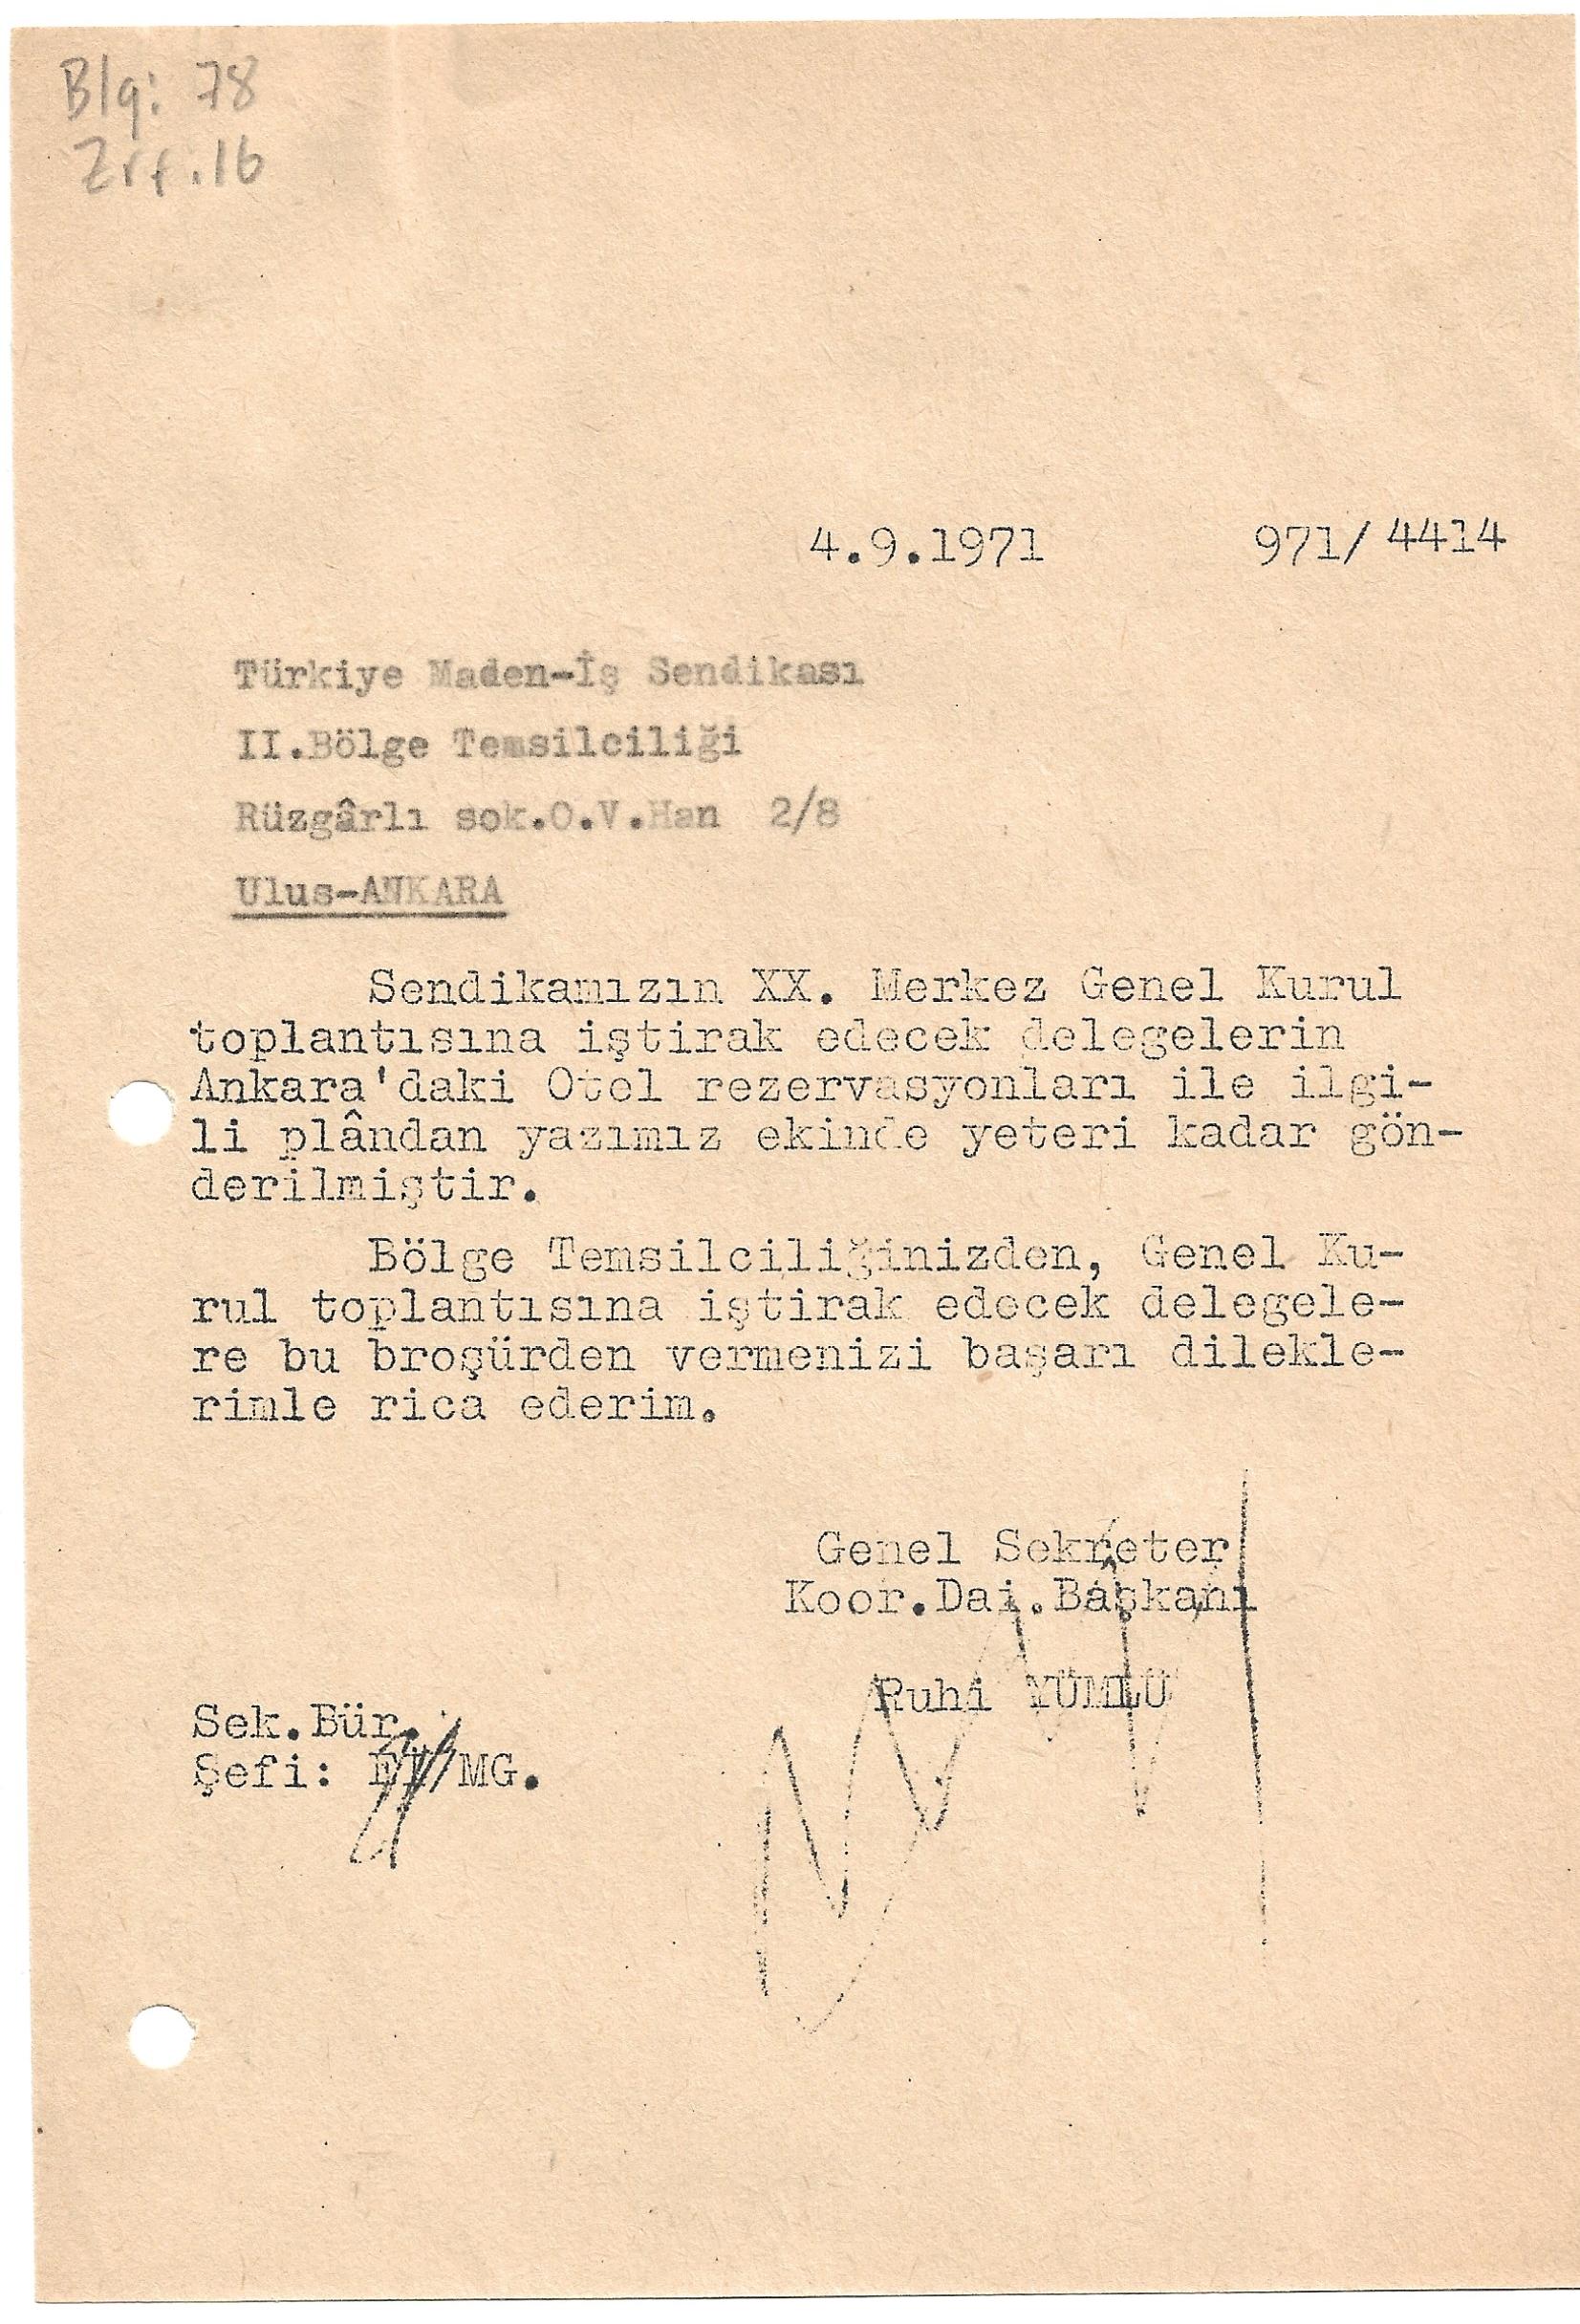 Blg: 78
Zrf.16
4.9.1971 971/ 4414
Türkiye Maden-İş Sendikası
II.Bölge Temsilciliği
Rüzgârlı sok.O.V.Han 2/8
Ulus-ANKARA
Sendikamızın XX. Merkez Genel Kurul
toplantısına iştirak edecek delegelerin
Ankara'daki Otel rezervasyonları ile ilgi-
li plândan yazımız ekinde yeteri kadar gön-
derilmiştir.
Bölge Temsilciliğinizden, Genel Ku-
rul toplantısına iştirak edecek delegele-
re bu broşürden vermenizi başarı dilekle-
rimle rica ederim.
Genel Sekreter
Koor.Dai.Başkanı
Ruhi YÜMLÜ
Sek.Bür.
Şefi: /MG.